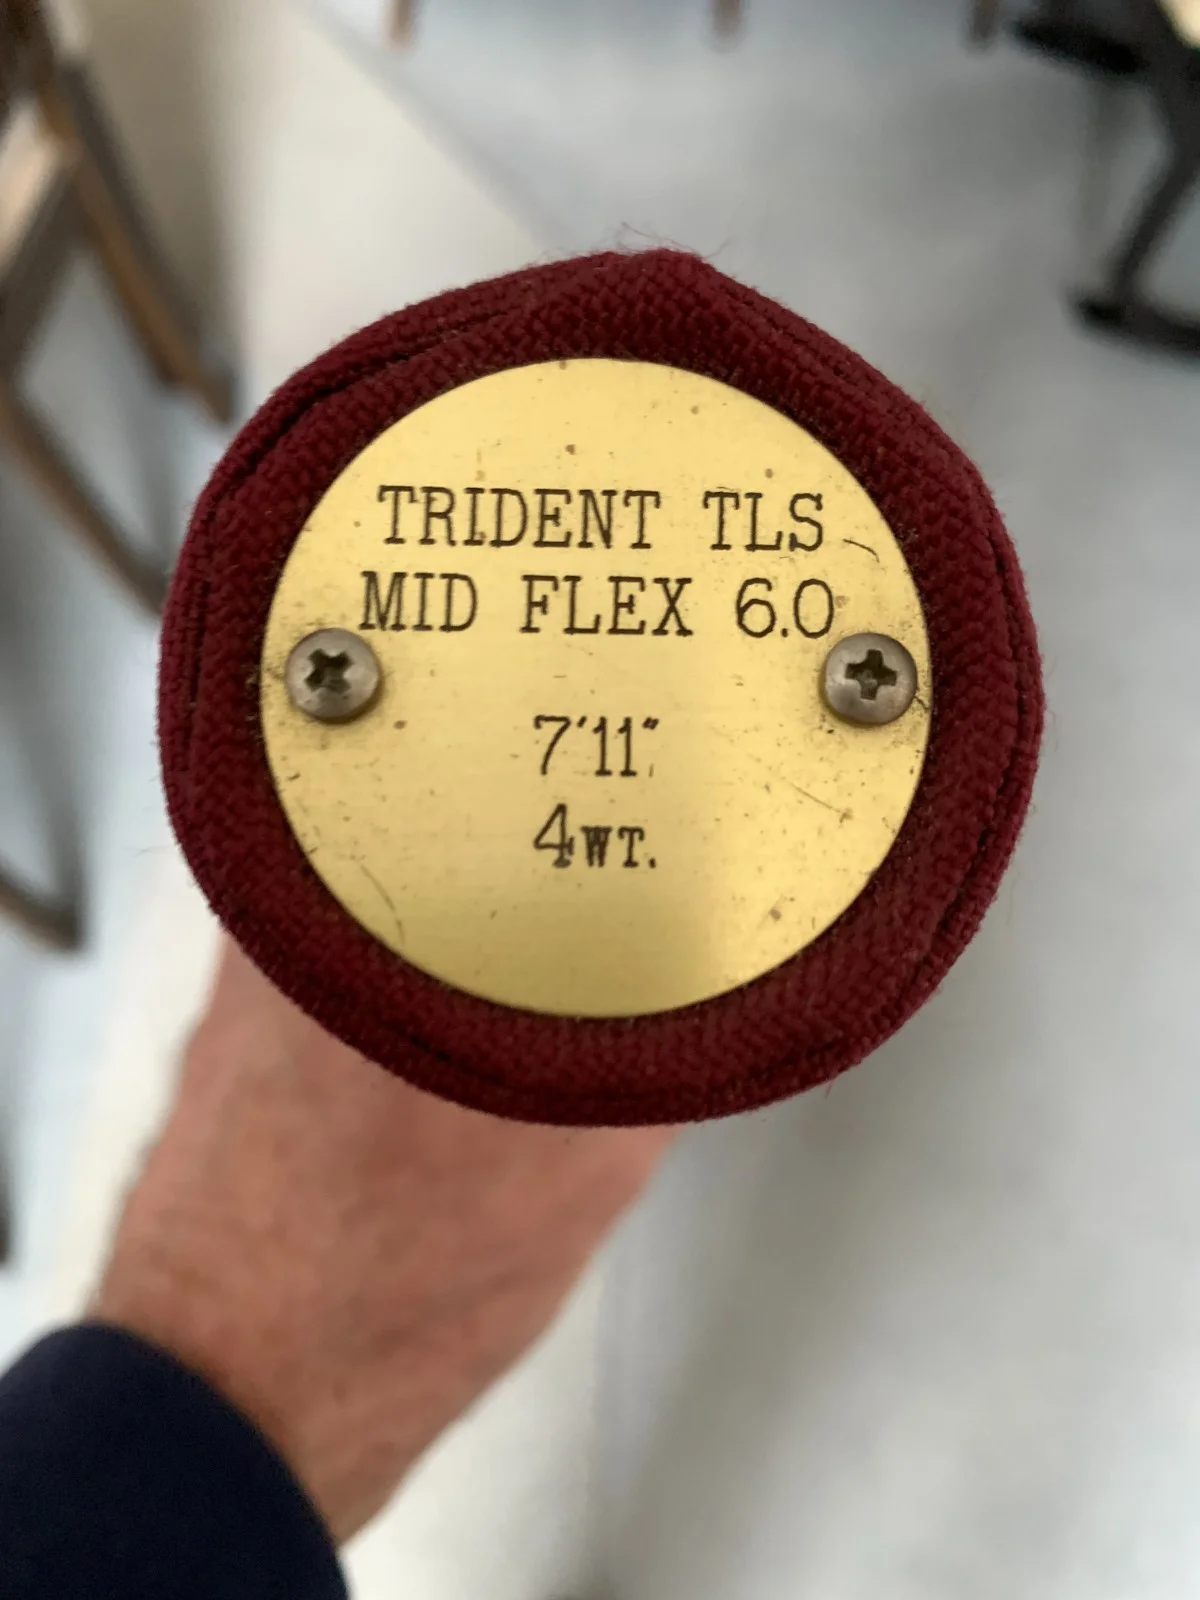 TRIDENT TLS
MID FLEX 6.0
7'11"
4WT.